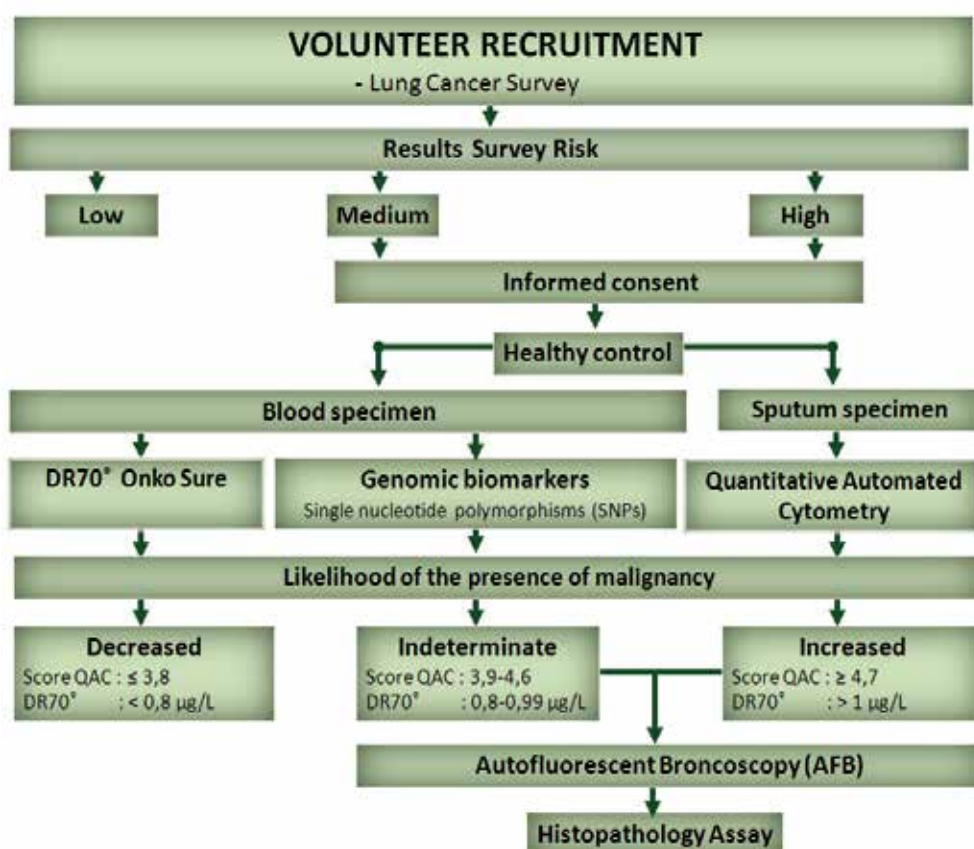 VOLUNTEER RECRUITMENT
- Lung Cancer Survey
Results Survey Risk
Low
Medium
High
Informed consent
Healthy control
Blood specimen
Sputum specimen
DR70® Onko Sure
Genomic biomarkers
Single nucleotide polymorphisms (SNPs)
Quantitative Automated
Cytometry
Likelihood of the presence of malignancy
Decreased
Score QAC : ≤ 3,8
DR70® : < 0,8 µg/L
Indeterminate
Score QAC : 3,9-4,6
DR70® : 0,8-0,99 µg/L
Increased
Score QAC : ≥ 4,7
DR70® : > 1 µg/L
Autofluorescent Broncoscopy (AFB)
Histopathology Assay